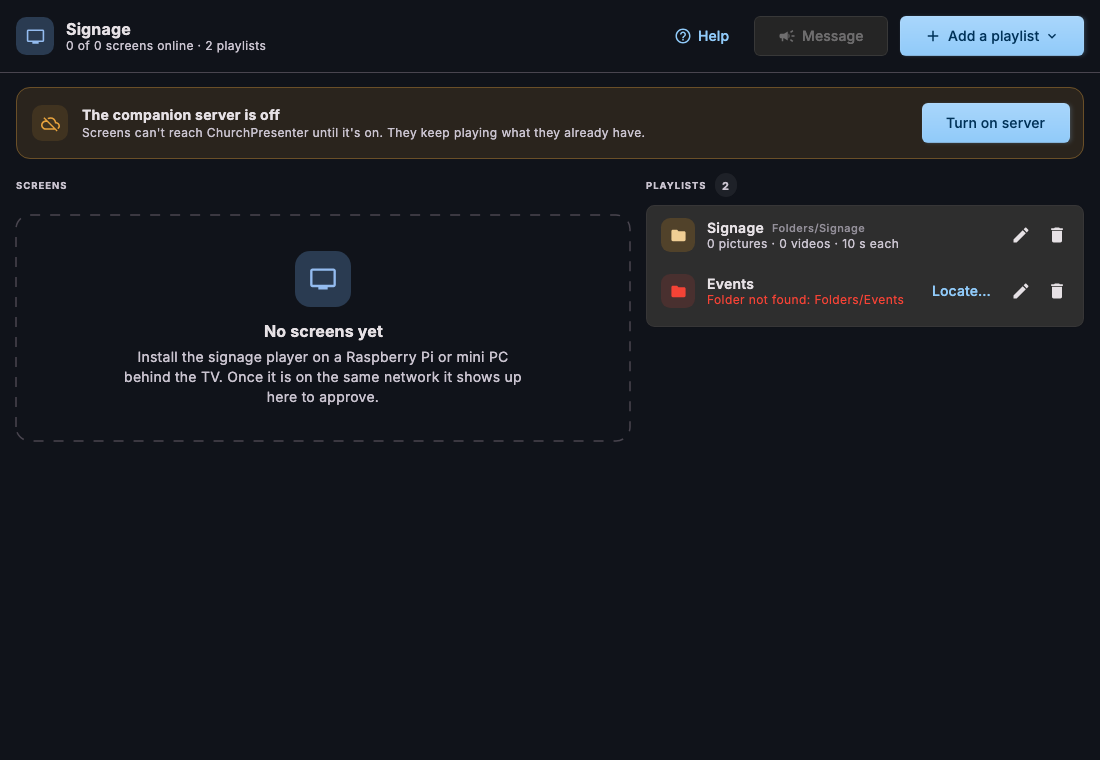 Signage
0 of 0 screens online · 2 playlists
Help
Message
Add a playlist
The companion server is off
Screens can't reach ChurchPresenter until it's on. They keep playing what they already have.
Turn on server
SCREENS
No screens yet
Install the signage player on a Raspberry Pi or mini PC
behind the TV. Once it is on the same network it shows up
here to approve.
PLAYLISTS 2
Signage Folders/Signage
0 pictures · 0 videos · 10 s each
Events
Folder not found: Folders/Events
Locate...